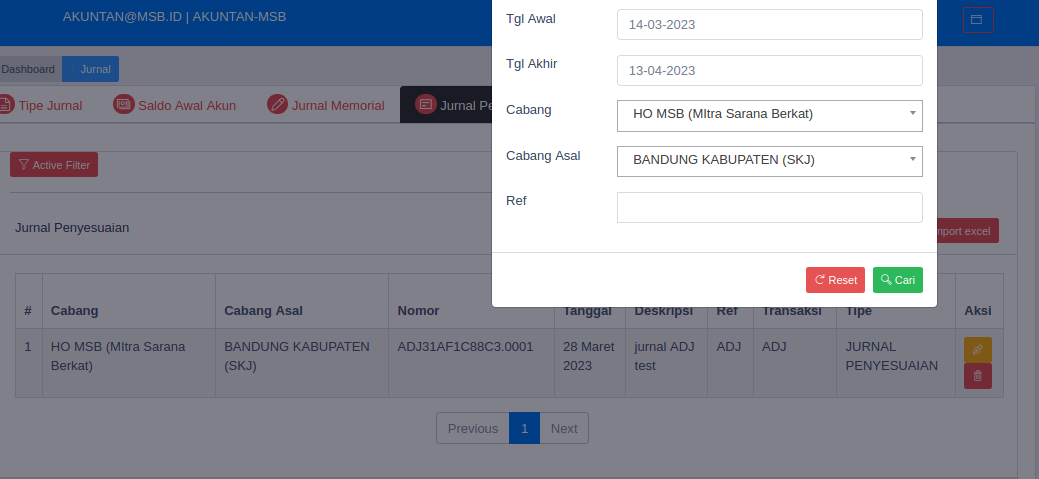 AKUNTAN@MSB.ID | AKUNTAN-MSB
Dashboard Jurnal
Tipe Jurnal Saldo Awal Akun Jurnal Memorial Jurnal Pe
Active Filter
Jurnal Penyesuaian
mport excel
Tgl Awal 14-03-2023
Tgl Akhir 13-04-2023
Cabang HO MSB (MItra Sarana Berkat)
Cabang Asal BANDUNG KABUPATEN (SKJ)
Ref
Reset Cari
# Cabang Cabang Asal Nomor Tanggal Deskripsi Ref Transaksi Tipe Aksi
1 HO MSB (MItra Sarana BANDUNG KABUPATEN ADJ31AF1C88C3.0001 28 Maret jurnal ADJ ADJ ADJ JURNAL
Berkat) (SKJ) 2023 test PENYESUAIAN
Previous 1 Next